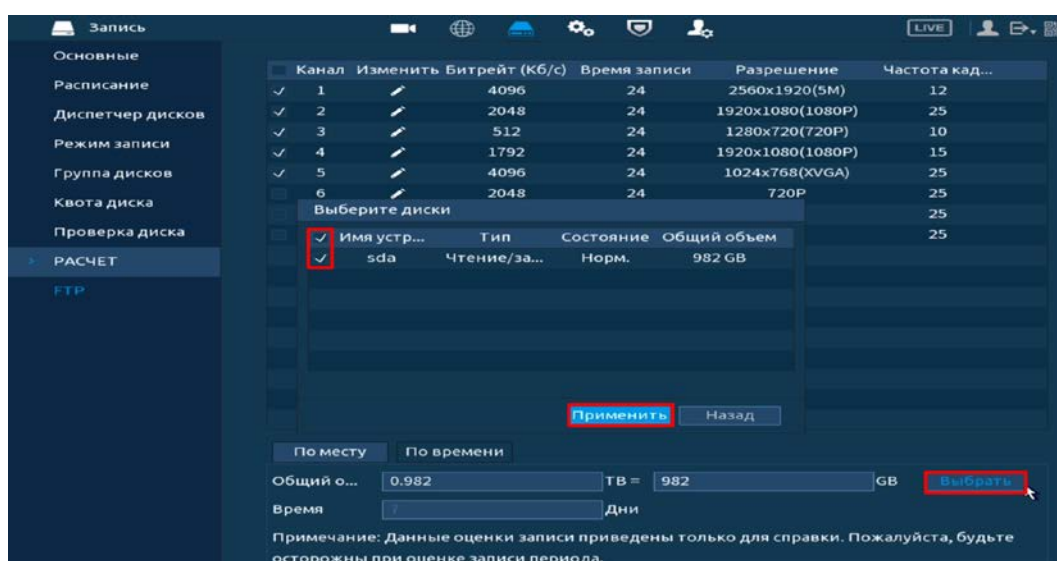 Запись LIVE
Основные
Расписание
Диспетчер дисков
Режим записи
Группа дисков
Квота диска
Проверка диска
РАСЧЕТ
FTP
Канал Изменить Битрейт (Кб/с) Время записи Разрешение Частота кад...
1 4096 24 2560x1920(5M) 12
2 2048 24 1920x1080(1080P) 25
3 512 24 1280x720(720P) 10
4 1792 24 1920x1080(1080P) 15
5 4096 24 1024x768(XVGA) 25
6 2048 24 720P 25
25
25
Выберите диски
Имя устр... Тип Состояние Общий объем
sda Чтение/за... Норм. 982 GB
Применить Назад
По месту По времени
Общий о... 0.982 TB = 982 GB Выбрать
Время 7 Дни
Примечание: Данные оценки записи приведены только для справки. Пожалуйста, будьте
осторожны при оценке записи периода.